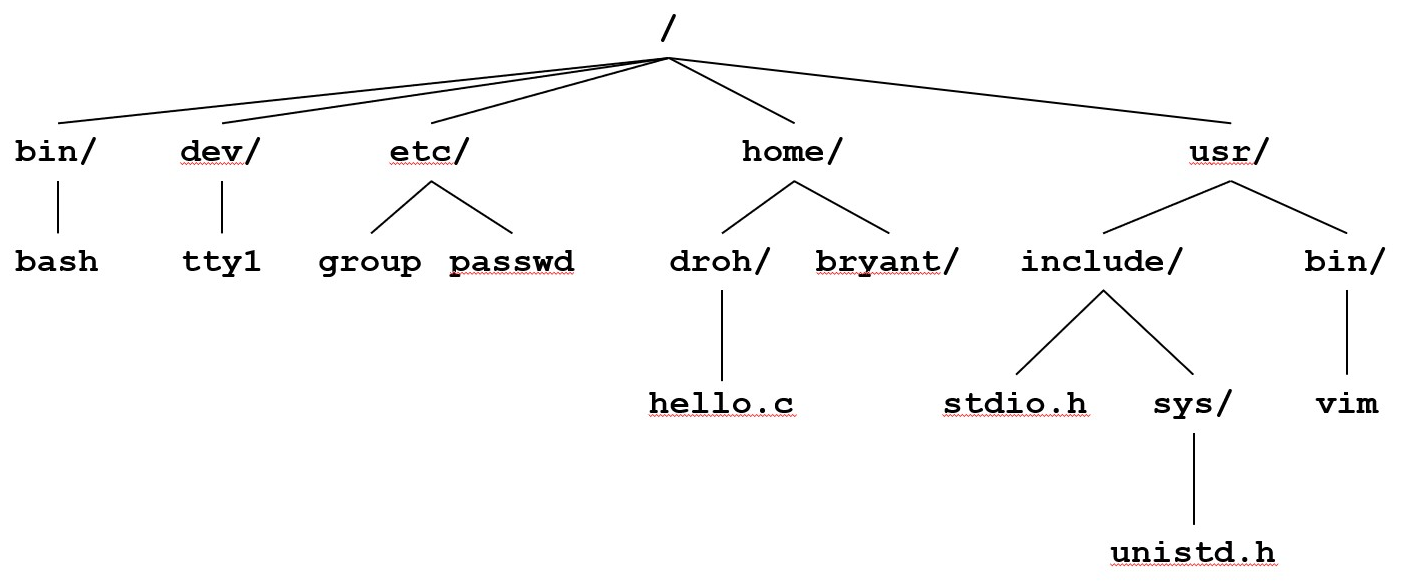 /
bin/ dev/ etc/ home/ usr/
bash tty1 group passwd droh/ bryant/ include/ bin/
hello.c stdio.h sys/ vim
unistd.h